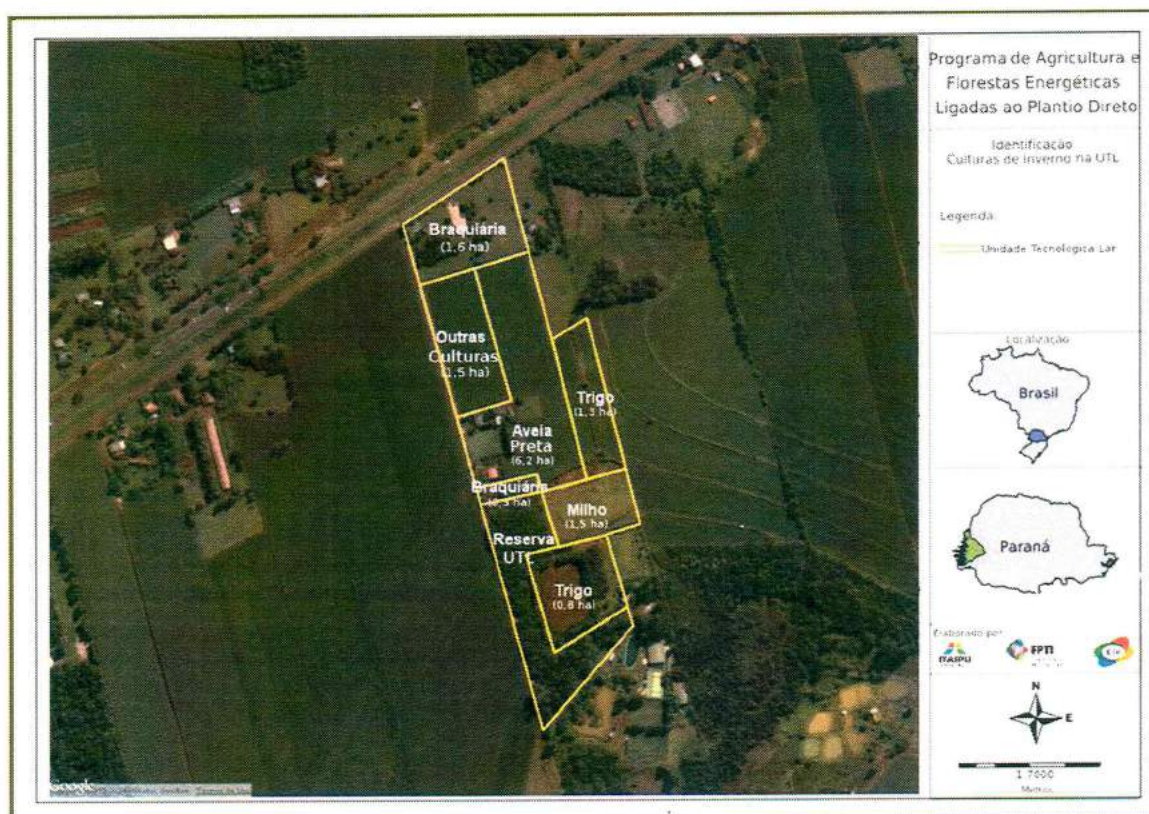 Programa de Agricultura e
Florestas Energéticas
Ligadas ao Plantio Direto
Identificação
Culturas de Inverno na UTL
Legenda:
Unidade Tecnológica Lar
Localização
Brasil
Paraná
Elaborado por
ITAIPU
FPTI
N
E
1:7000
Metros
Braquiária
(1,6 ha)
Outras
Culturas
(1,5 ha)
Trigo
(1,3 ha)
Aveia
Preta
(6,2 ha)
Braquiária
(0,3 ha)
Milho
(1,5 ha)
Reserva
UTL
Trigo
(0,8 ha)
Google